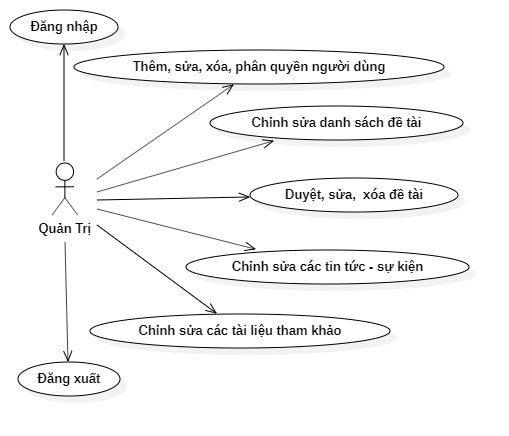 Đăng nhập
Thêm, sửa, xóa, phân quyền người dùng
Chỉnh sửa danh sách đề tài
Duyệt, sửa, xóa đề tài
Quản Trị
Chỉnh sửa các tin tức - sự kiện
Chỉnh sửa các tài liệu tham khảo
Đăng xuất